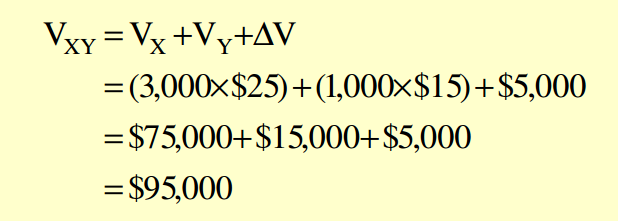 V_XY = V_X + V_Y + ΔV
= (3,000×$25) + (1,000×$15) + $5,000
= $75,000 + $15,000 + $5,000
= $95,000